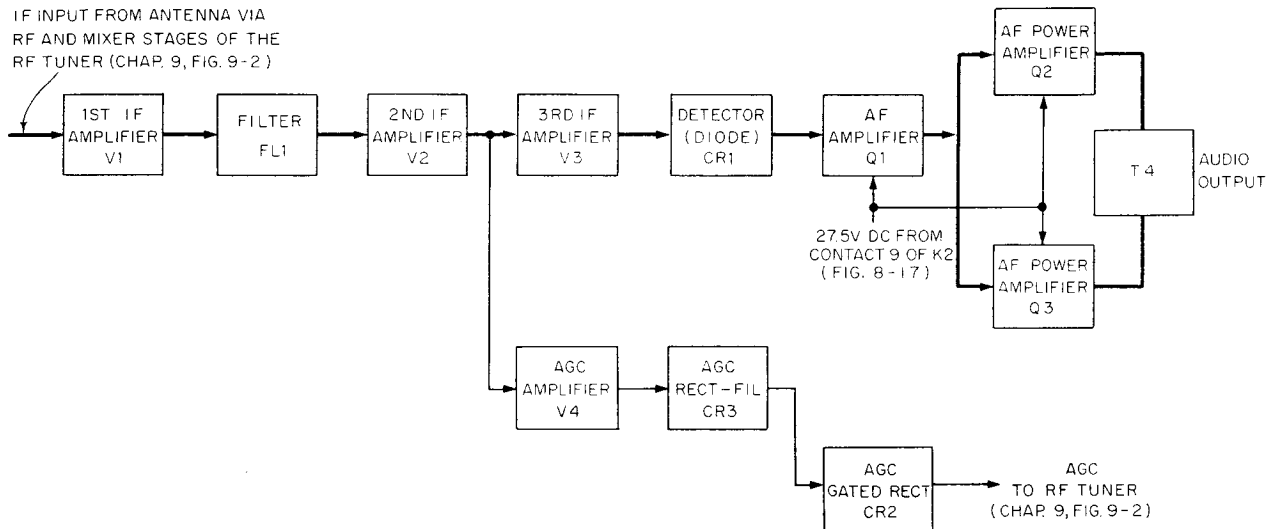 IF INPUT FROM ANTENNA VIA
RF AND MIXER STAGES OF THE
RF TUNER (CHAP. 9, FIG. 9-2)
1ST IF
AMPLIFIER
V1
FILTER
FL1
2ND IF
AMPLIFIER
V2
3RD IF
AMPLIFIER
V3
DETECTOR
(DIODE)
CR1
AF
AMPLIFIER
Q1
AF POWER
AMPLIFIER
Q2
T4
AUDIO
OUTPUT
27.5V DC FROM
CONTACT 9 OF K2
(FIG. 8-17)
AF POWER
AMPLIFIER
Q3
AGC
AMPLIFIER
V4
AGC
RECT-FIL
CR3
AGC
GATED RECT
CR2
AGC
TO RF TUNER
(CHAP. 9, FIG. 9-2)